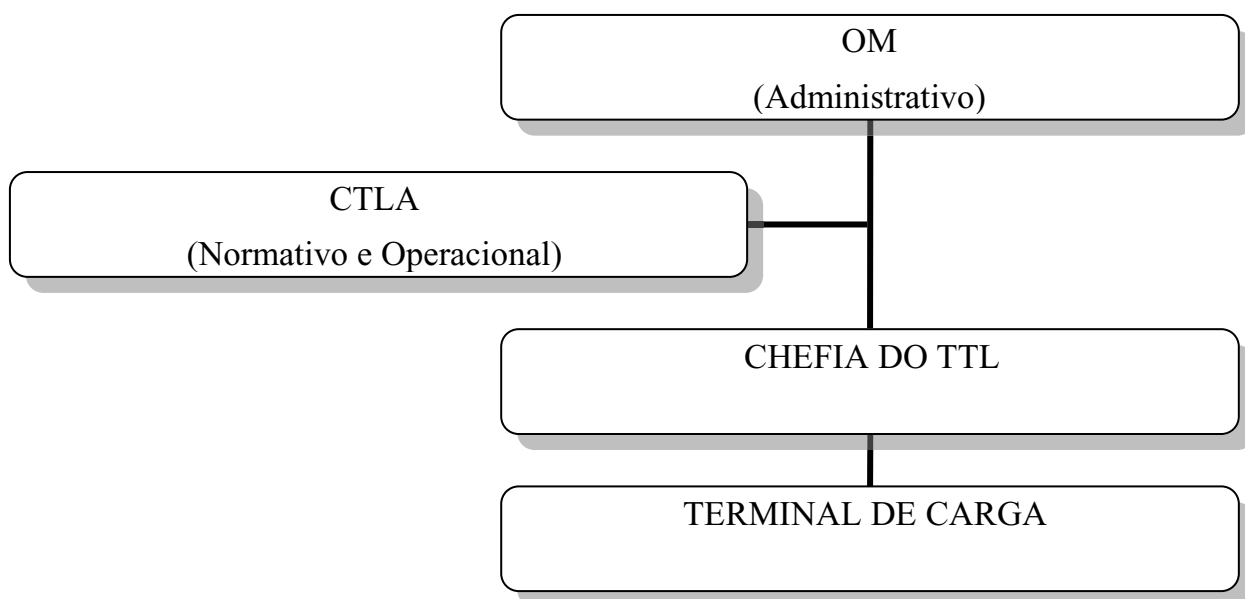 OM
(Administrativo)
CTLA
(Normativo e Operacional)
CHEFIA DO TTL
TERMINAL DE CARGA